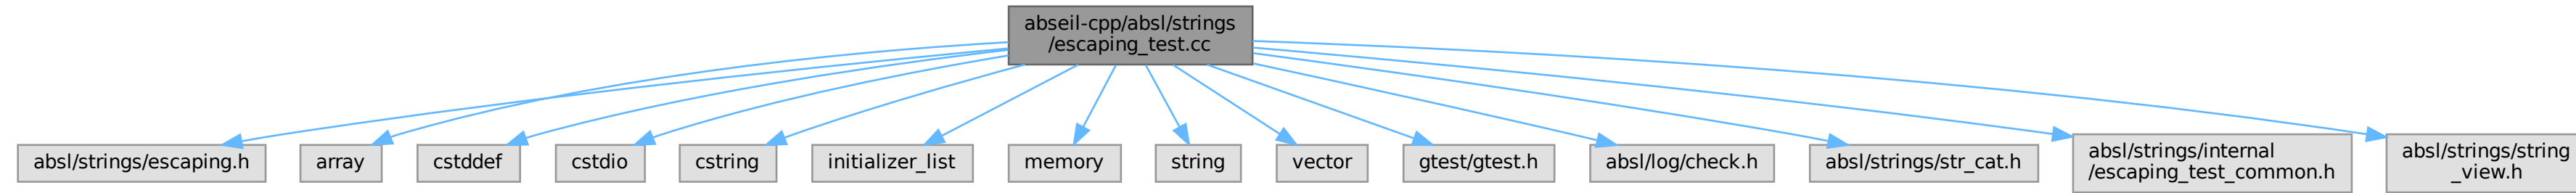 abseil-cpp/absl/strings
/escaping_test.cc
absl/strings/escaping.h
array
cstddef
cstdio
cstring
initializer_list
memory
string
vector
gtest/gtest.h
absl/log/check.h
absl/strings/str_cat.h
absl/strings/internal
/escaping_test_common.h
absl/strings/string
_view.h